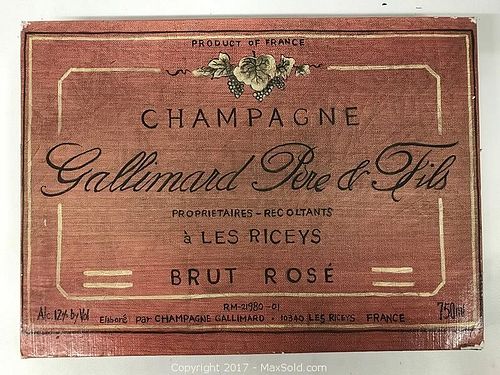 PRODUCT OF FRANCE
CHAMPAGNE
Gallimard Père & Fils
PROPRIETAIRES - RECOLTANTS
à LES RICEYS
BRUT ROSÉ
RM-21980-01
Alc. 12% by Vol Elaboré par CHAMPAGNE GALLIMARD - 10340 LES RICEYS FRANCE 750ml
Copyright 2017 - MaxSold.com